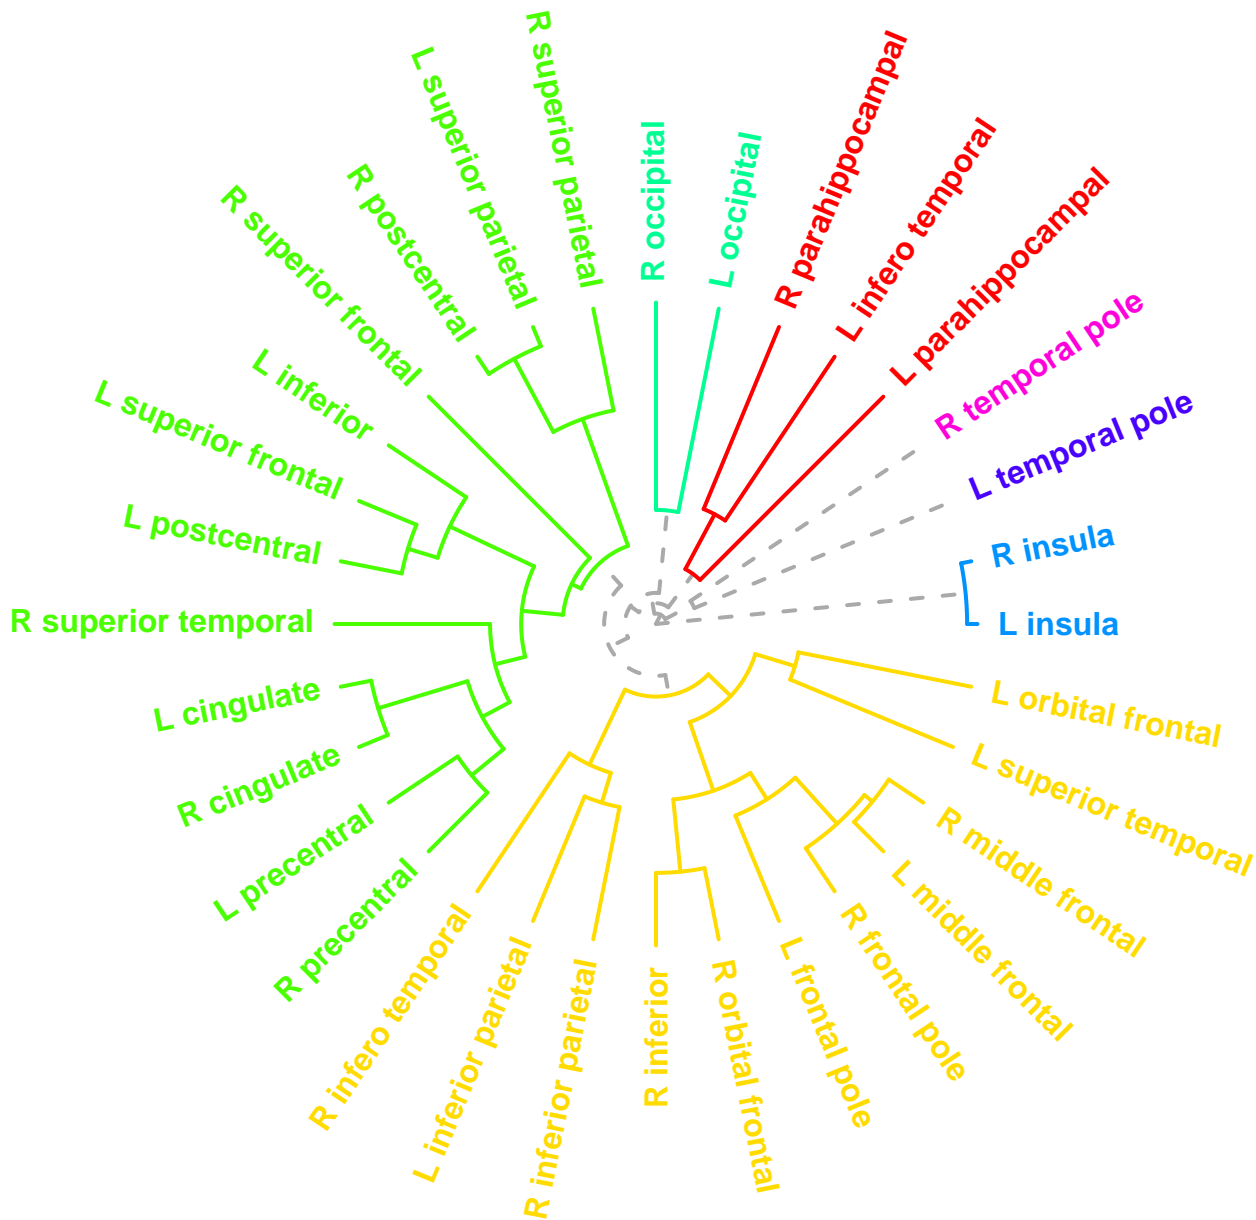 R superior parietal
L superior parietal
R postcentral
R superior frontal
L inferior
L superior frontal
L postcentral
R superior temporal
L cingulate
R cingulate
L precentral
R precentral
R infero temporal
L inferior parietal
R inferior parietal
R inferior
R orbital frontal
L frontal pole
R frontal pole
L middle frontal
R middle frontal
L superior temporal
L orbital frontal
L insula
R insula
L temporal pole
R temporal pole
L parahippocampal
L infero temporal
R parahippocampal
L occipital
R occipital